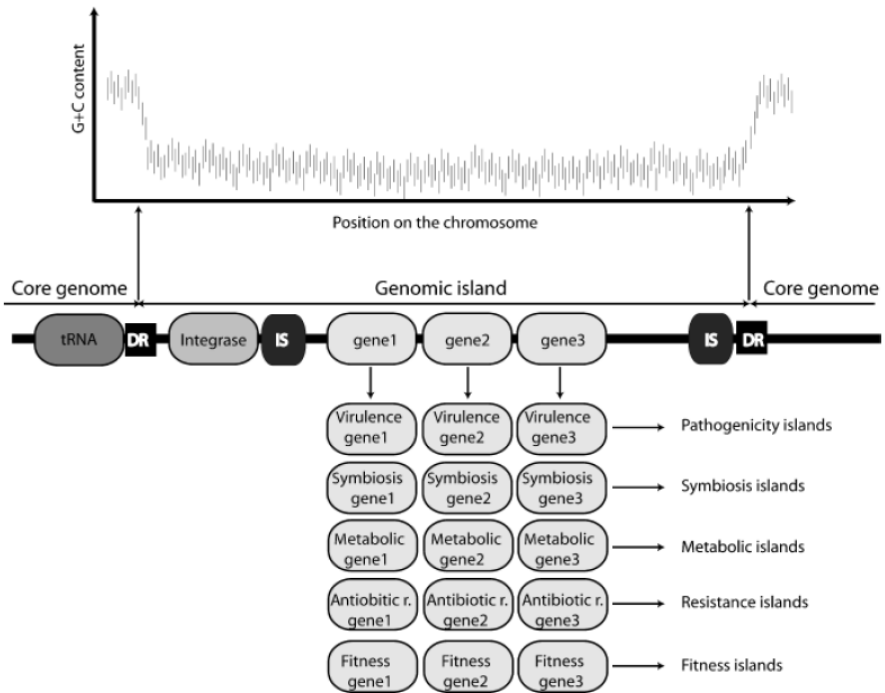 G+C content
Position on the chromosome
Core genome
Genomic island
Core genome
tRNA
DR
Integrase
IS
gene1
gene2
gene3
IS
DR
Virulence
gene1
Virulence
gene2
Virulence
gene3
Pathogenicity islands
Symbiosis
gene1
Symbiosis
gene2
Symbiosis
gene3
Symbiosis islands
Metabolic
gene1
Metabolic
gene2
Metabolic
gene3
Metabolic islands
Antiobitic r.
gene1
Antibiotic r.
gene2
Antibiotic r.
gene3
Resistance islands
Fitness
gene1
Fitness
gene2
Fitness
gene3
Fitness islands